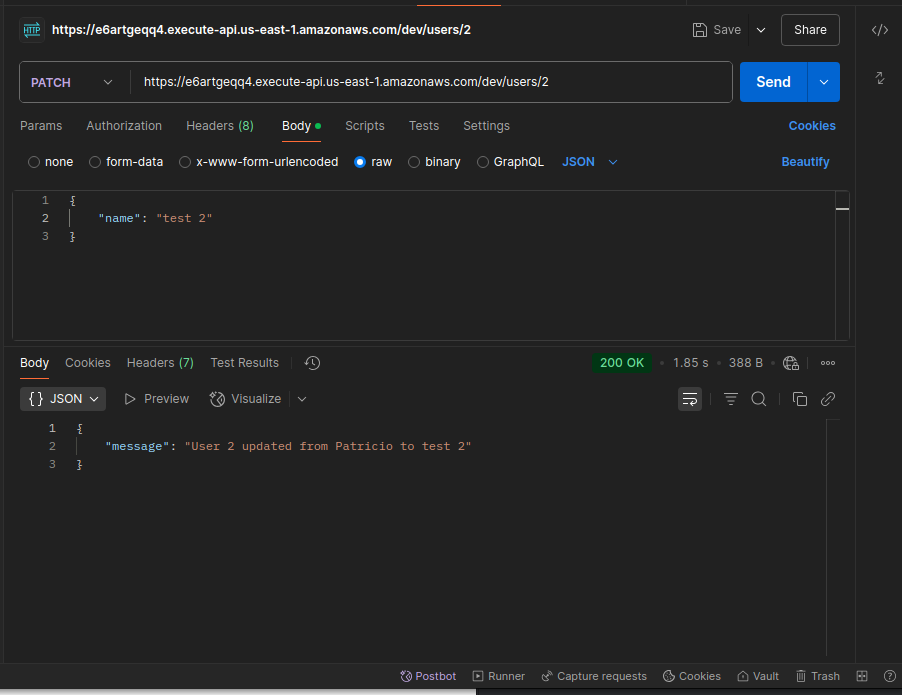 HTTP https://e6artgeqq4.execute-api.us-east-1.amazonaws.com/dev/users/2 Save Share </>
PATCH https://e6artgeqq4.execute-api.us-east-1.amazonaws.com/dev/users/2 Send
Params Authorization Headers (8) Body Scripts Tests Settings Cookies
none form-data x-www-form-urlencoded raw binary GraphQL JSON Beautify
1 {
2 "name": "test 2"
3 }
Body Cookies Headers (7) Test Results 200 OK 1.85 s 388 B
{} JSON Preview Visualize
1 {
2 "message": "User 2 updated from Patricio to test 2"
3 }
Postbot Runner Capture requests Cookies Vault Trash